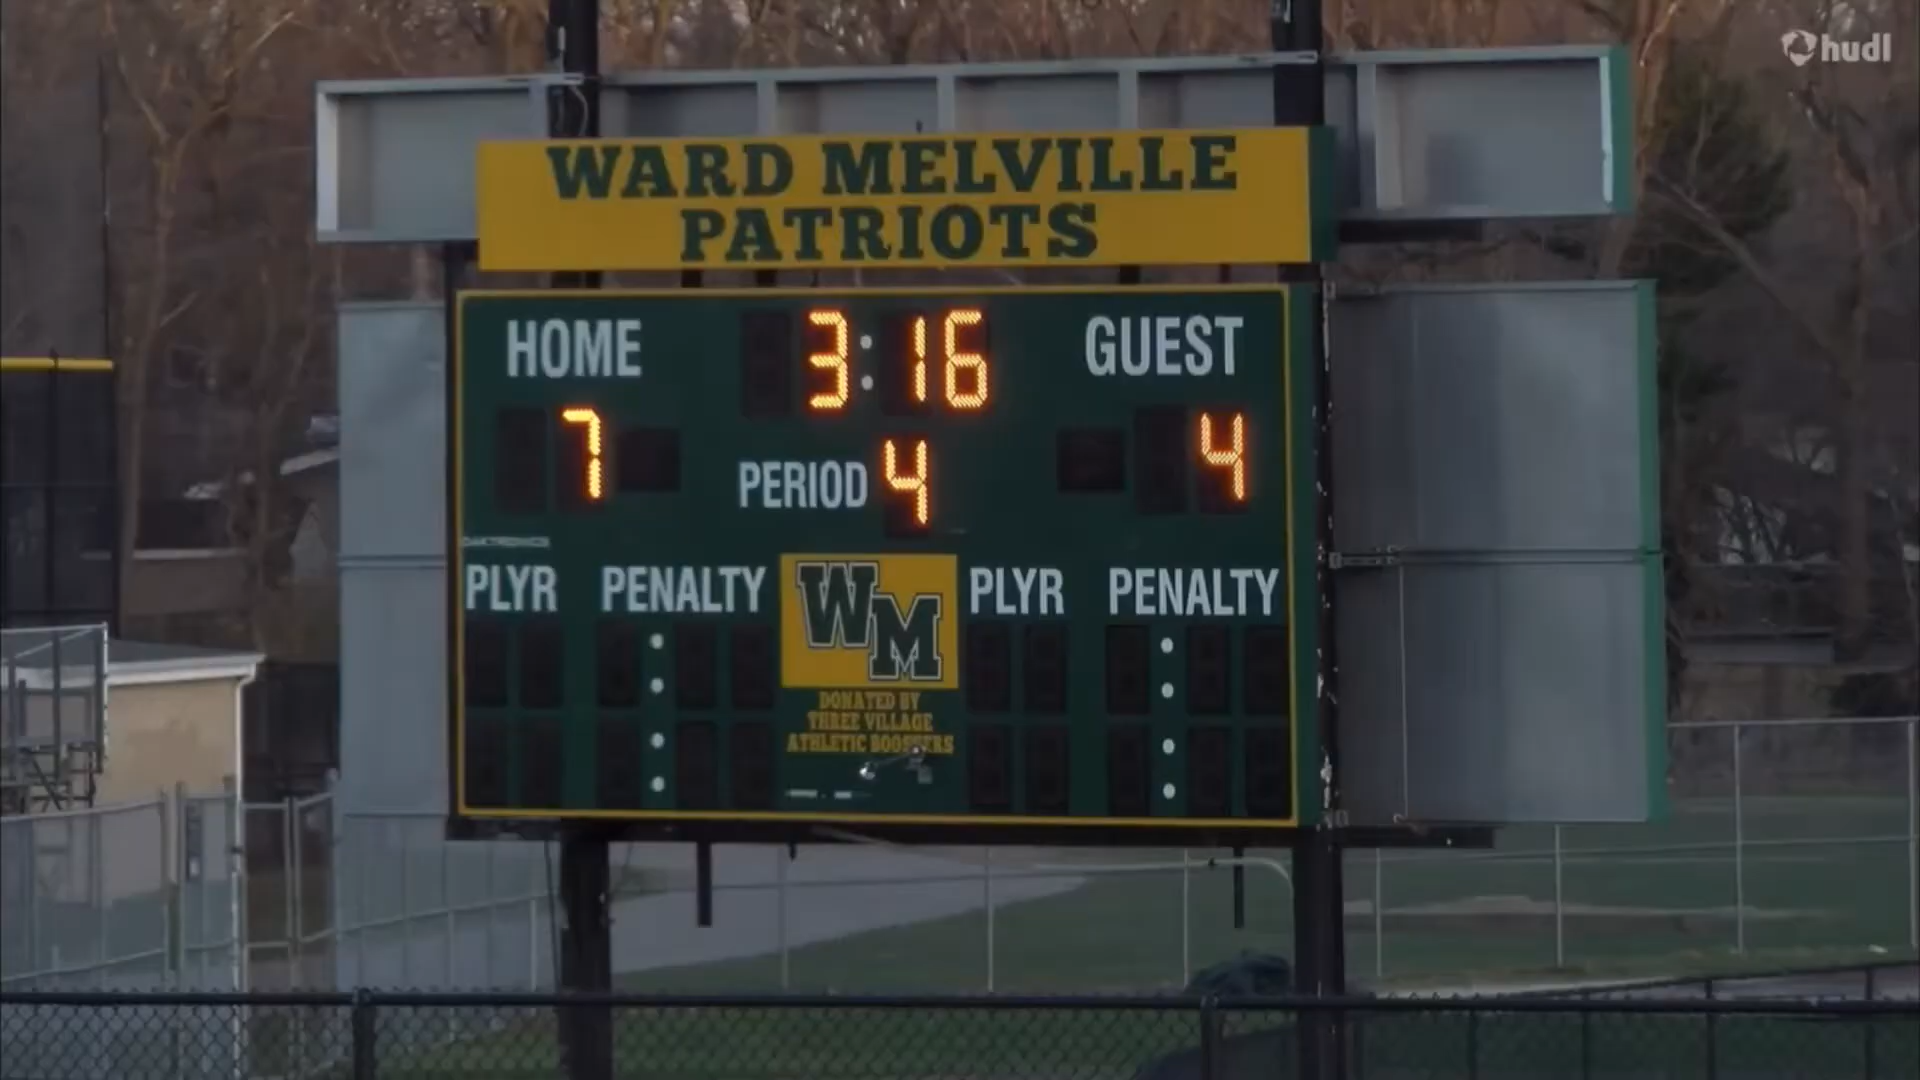 hudl
WARD MELVILLE
PATRIOTS
HOME 3:16 GUEST
7 PERIOD 4 4
DAKTRONICS
PLYR PENALTY WM PLYR PENALTY
DONATED BY
THREE VILLAGE
ATHLETIC BOOSTERS